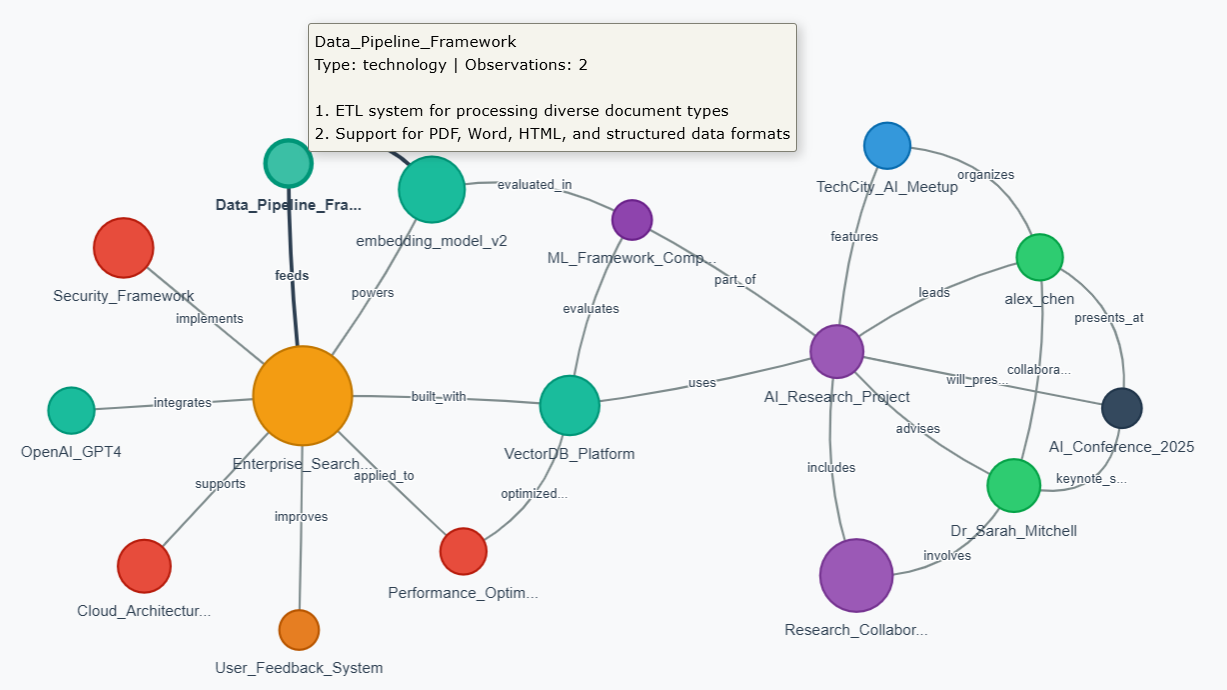 Data_Pipeline_Framework
Type: technology | Observations: 2
1. ETL system for processing diverse document types
2. Support for PDF, Word, HTML, and structured data formats
TechCity_AI_Meetup
organizes
evaluated_in
Data_Pipeline_Fra...
embedding_model_v2
features
ML_Framework_Comp...
feeds
part_of
Security_Framework
powers
leads
alex_chen
implements
evaluates
presents_at
collabora...
will_pres...
uses
integrates
built_with
AI_Research_Project
OpenAI_GPT4
advises
AI_Conference_2025
VectorDB_Platform
Enterprise_Search...
applied_to
includes
supports
optimized...
keynote_s...
improves
Dr_Sarah_Mitchell
involves
Performance_Optim...
Cloud_Architectur...
Research_Collabor...
User_Feedback_System